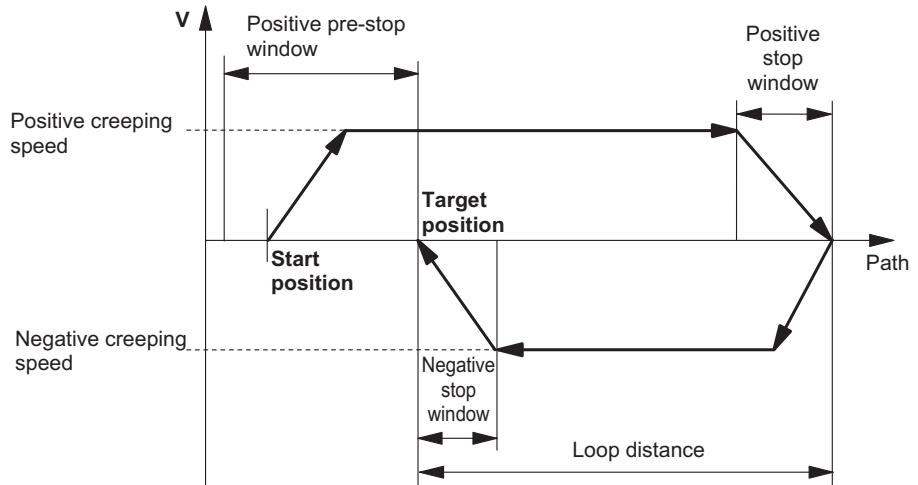 V
Positive pre-stop
window
Positive
stop
window
Positive creeping
speed
Target
position
Start
position
Path
Negative creeping
speed
Negative
stop
window
Loop distance